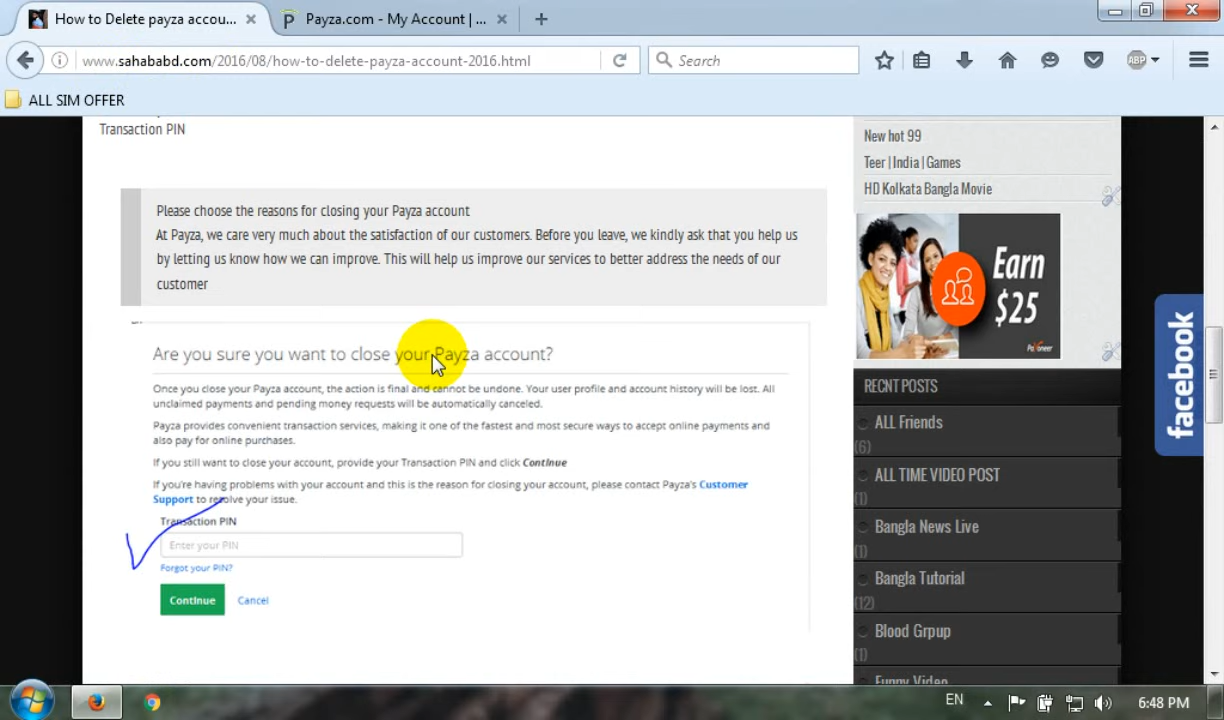 How to Delete payza accou...
Payza.com - My Account | ...
www.sahababd.com/2016/08/how-to-delete-payza-account-2016.html
Search
ABP
ALL SIM OFFER
Transaction PIN
Please choose the reasons for closing your Payza account
At Payza, we care very much about the satisfaction of our customers. Before you leave, we kindly ask that you help us
by letting us know how we can improve. This will help us improve our services to better address the needs of our
customer
Are you sure you want to close your Payza account?
Once you close your Payza account, the action is final and cannot be undone. Your user profile and account history will be lost. All
unclaimed payments and pending money requests will be automatically canceled.
Payza provides convenient transaction services, making it one of the fastest and most secure ways to accept online payments and
also pay for online purchases.
If you still want to close your account, provide your Transaction PIN and click Continue
If you're having problems with your account and this is the reason for closing your account, please contact Payza's Customer
Support to resolve your issue.
Transaction PIN
Enter your PIN
Forgot your PIN?
Continue
Cancel
New hot 99
Teer | India | Games
HD Kolkata Bangla Movie
Earn
$25
Payoneer
RECNT POSTS
ALL Friends
(6)
ALL TIME VIDEO POST
(1)
Bangla News Live
(1)
Bangla Tutorial
(12)
Blood Grpup
(1)
Funny Video
facebook
EN
6:48 PM